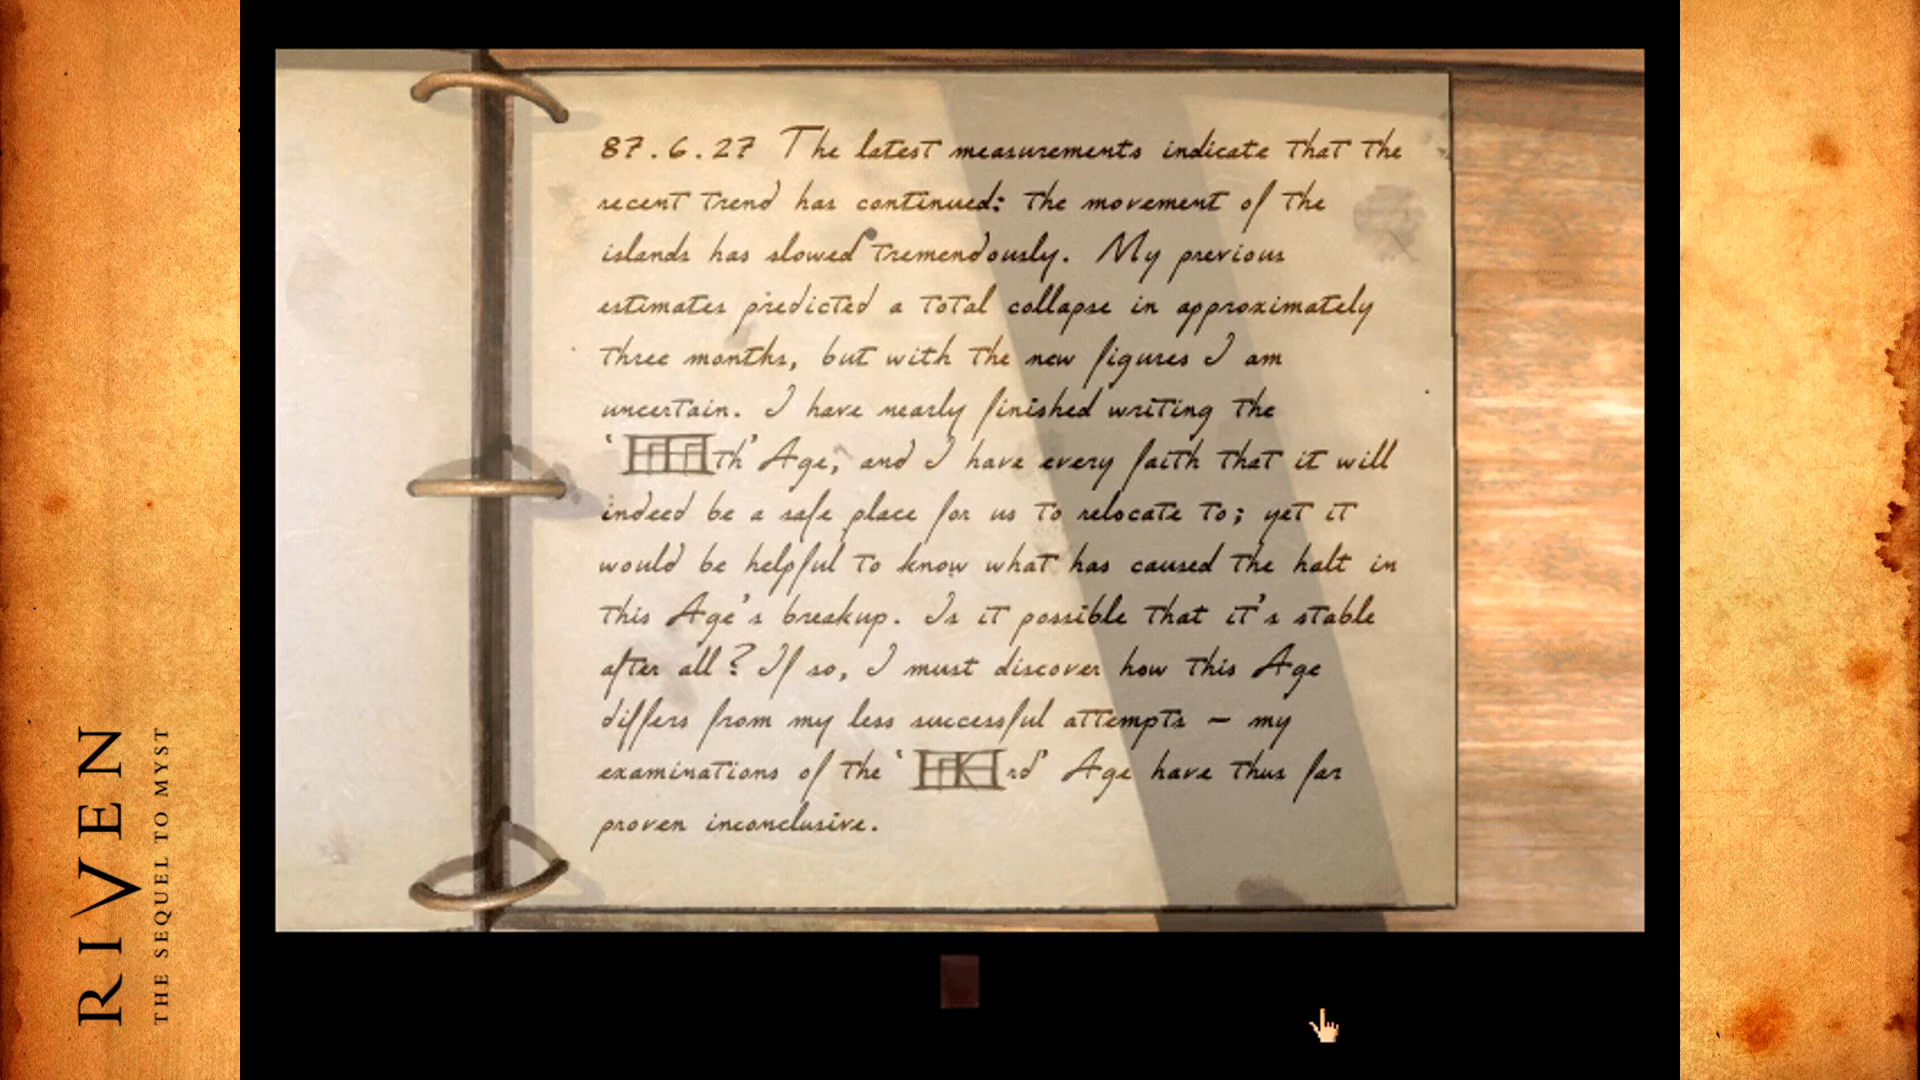 87.6.27 The latest measurements indicate that the
recent trend has continued: the movement of the
islands has slowed tremendously. My previous
estimates predicted a total collapse in approximately
three months, but with the new figures I am
uncertain. I have nearly finished writing the
' th' Age, and I have every faith that it will
indeed be a safe place for us to relocate to; yet it
would be helpful to know what has caused the halt in
this Age's breakup. Is it possible that it's stable
after all? If so, I must discover how this Age
differs from my less successful attempts – my
examinations of the ' rd' Age have thus far
proven inconclusive.
RIVEN
THE SEQUEL TO MYST